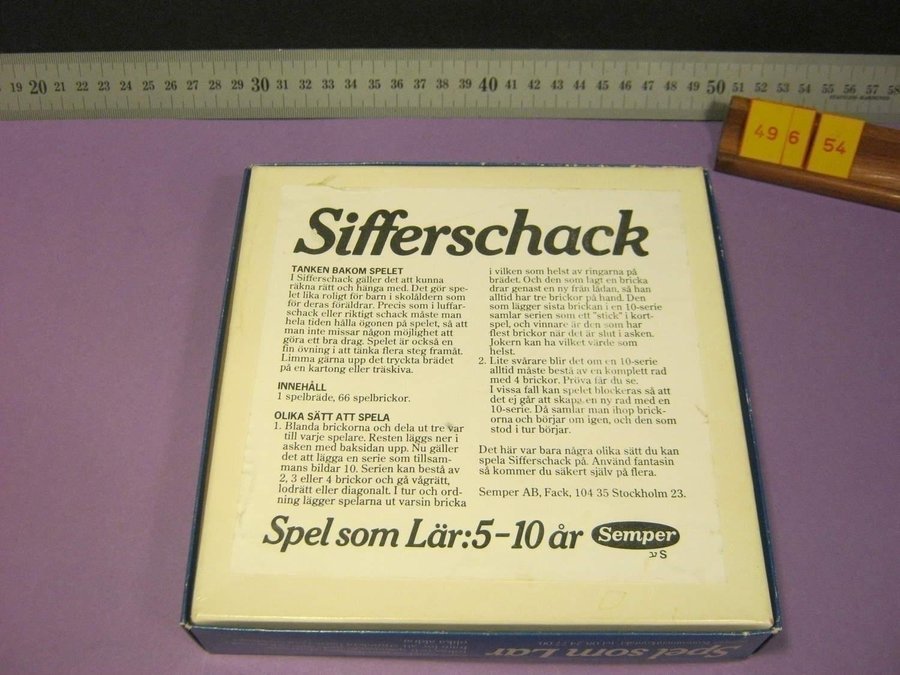 19 20 21 22 23 24 25 26 27 28 29 30 31 32 33 34 35 36 37 38 39 40 41 42 43 44 45 46 47 48 49 50 51 52 53 54 55 56 57 58
49 6 54
Sifferschack
TANKEN BAKOM SPELET
I Sifferschack gäller det att kunna
räkna rätt och hänga med. Det gör spe-
let lika roligt för barn i skolåldern som
för deras föräldrar. Precis som i luffar-
schack eller riktigt schack måste man
hela tiden hålla ögonen på spelet, så att
man inte missar någon möjlighet att
göra ett bra drag. Spelet är också en
fin övning i att tänka flera steg framåt.
Limma gärna upp det tryckta brädet
på en kartong eller träskiva.
INNEHÅLL
1 spelbräde, 66 spelbrickor.
OLIKA SÄTT ATT SPELA
1. Blanda brickorna och dela ut tre var
till varje spelare. Resten läggs ner i
asken med baksidan upp. Nu gäller
det att lägga en serie som tillsam-
mans bildar 10. Serien kan bestå av
2, 3 eller 4 brickor och gå vågrätt,
lodrätt eller diagonalt. I tur och ord-
ning lägger spelarna ut varsin bricka
i vilken som helst av ringarna på
brädet. Och den som lagt en bricka
drar genast en ny från lådan, så han
alltid har tre brickor på hand. Den
som lägger sista brickan i en 10-serie
samlar serien som ett "stick" i kort-
spel, och vinnare är den som har
flest brickor när det är slut i asken.
Jokern kan ha vilket värde som
helst.
2. Lite svårare blir det om en 10-serie
alltid måste bestå av en komplett rad
med 4 brickor. Pröva får du se.
I vissa fall kan spelet blockeras så att
det ej går att skapa en ny rad med en
10-serie. Då samlar man ihop brick-
orna och börjar om igen, och den som
stod i tur börjar.
Det här var bara några olika sätt du kan
spela Sifferschack på. Använd fantasin
så kommer du säkert själv på flera.
Semper AB, Fack, 104 35 Stockholm 23.
Spel som Lär:5-10 år Semper
S
Spel som Lär